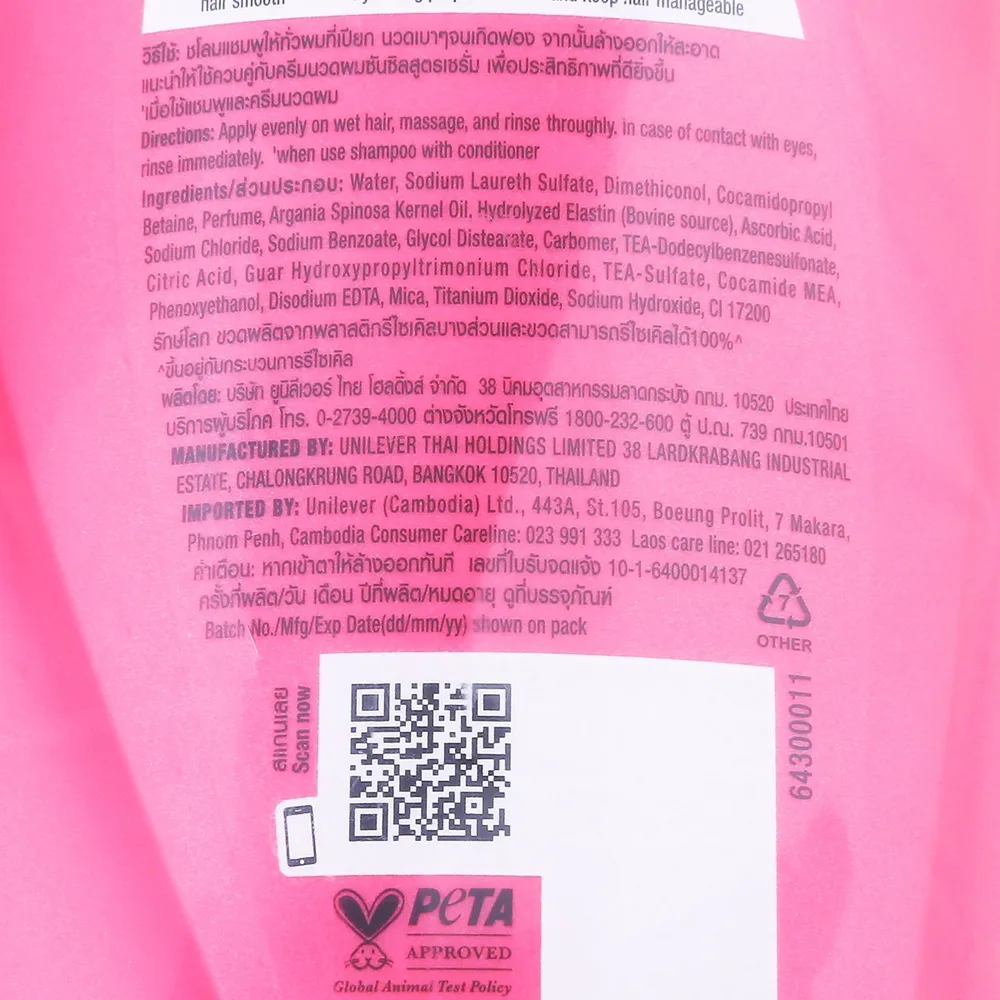 hair smooth and keep hair manageable
วิธีใช้: ชโลมแชมพูให้ทั่วผมที่เปียก นวดเบาๆจนเกิดฟอง จากนั้นล้างออกให้สะอาด
แนะนำให้ใช้ควบคู่กับครีมนวดผมซันซิลสูตรเซรั่ม เพื่อประสิทธิภาพที่ดียิ่งขึ้น
'เมื่อใช้แชมพูและครีมนวดผม
Directions: Apply evenly on wet hair, massage, and rinse throughly. in case of contact with eyes,
rinse immediately. 'when use shampoo with conditioner
Ingredients/ส่วนประกอบ: Water, Sodium Laureth Sulfate, Dimethiconol, Cocamidopropyl
Betaine, Perfume, Argania Spinosa Kernel Oil, Hydrolyzed Elastin (Bovine source), Ascorbic Acid,
Sodium Chloride, Sodium Benzoate, Glycol Distearate, Carbomer, TEA-Dodecylbenzenesulfonate,
Citric Acid, Guar Hydroxypropyltrimonium Chloride, TEA-Sulfate, Cocamide MEA,
Phenoxyethanol, Disodium EDTA, Mica, Titanium Dioxide, Sodium Hydroxide, CI 17200
รักษ์โลก ขวดผลิตจากพลาสติกรีไซเคิลบางส่วนและขวดสามารถรีไซเคิลได้100%^
^ขึ้นอยู่กับกระบวนการรีไซเคิล
ผลิตโดย: บริษัท ยูนิลีเวอร์ ไทย โฮลดิ้งส์ จำกัด 38 นิคมอุตสาหกรรมลาดกระบัง กทม. 10520 ประเทศไทย
บริการผู้บริโภค โทร. 0-2739-4000 ต่างจังหวัดโทรฟรี 1800-232-600 ตู้ ป.ณ. 739 กทม.10501
MANUFACTURED BY: UNILEVER THAI HOLDINGS LIMITED 38 LARDKRABANG INDUSTRIAL
ESTATE, CHALONGKRUNG ROAD, BANGKOK 10520, THAILAND
IMPORTED BY: Unilever (Cambodia) Ltd., 443A, St.105, Boeung Prolit, 7 Makara,
Phnom Penh, Cambodia Consumer Careline: 023 991 333 Laos care line: 021 265180
คำเตือน: หากเข้าตาให้ล้างออกทันที เลขที่ใบรับจดแจ้ง 10-1-6400014137
ครั้งที่ผลิต/วัน เดือน ปีที่ผลิต/หมดอายุ ดูที่บรรจุภัณฑ์
Batch No./Mfg/Exp Date(dd/mm/yy) shown on pack
7
OTHER
สแกนเลย
Scan now
64300011
PETA
APPROVED
Global Animal Test Policy